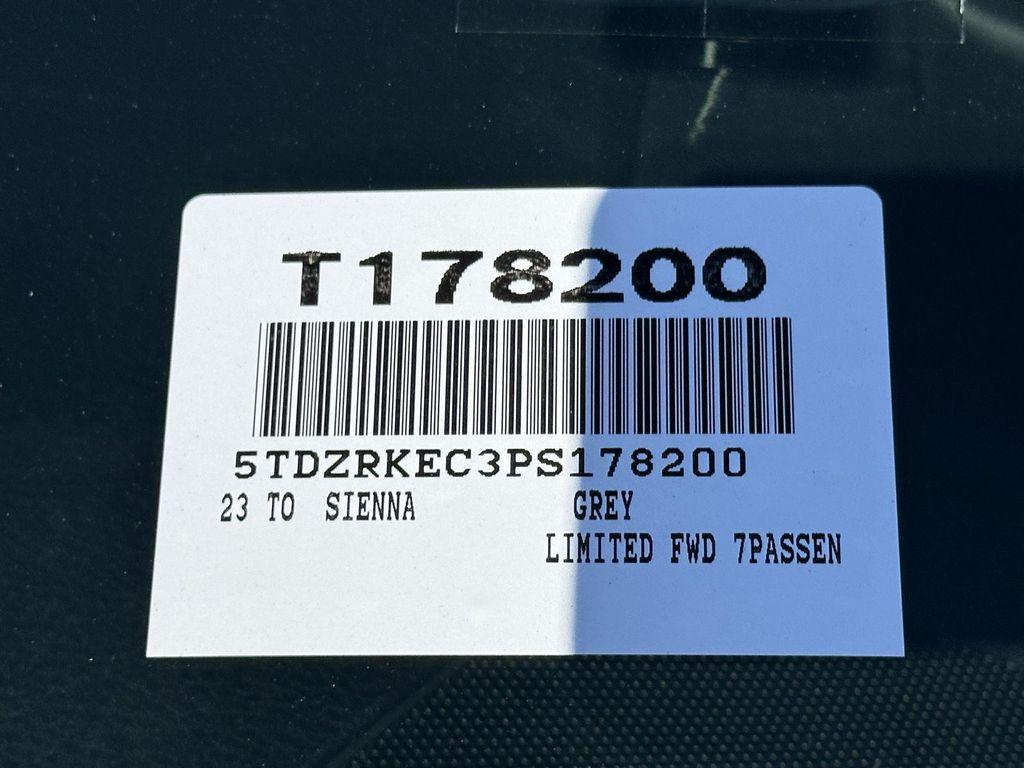 T178200
5TDZRKEC3PS178200
23 TO SIENNA GREY
LIMITED FWD 7PASSEN